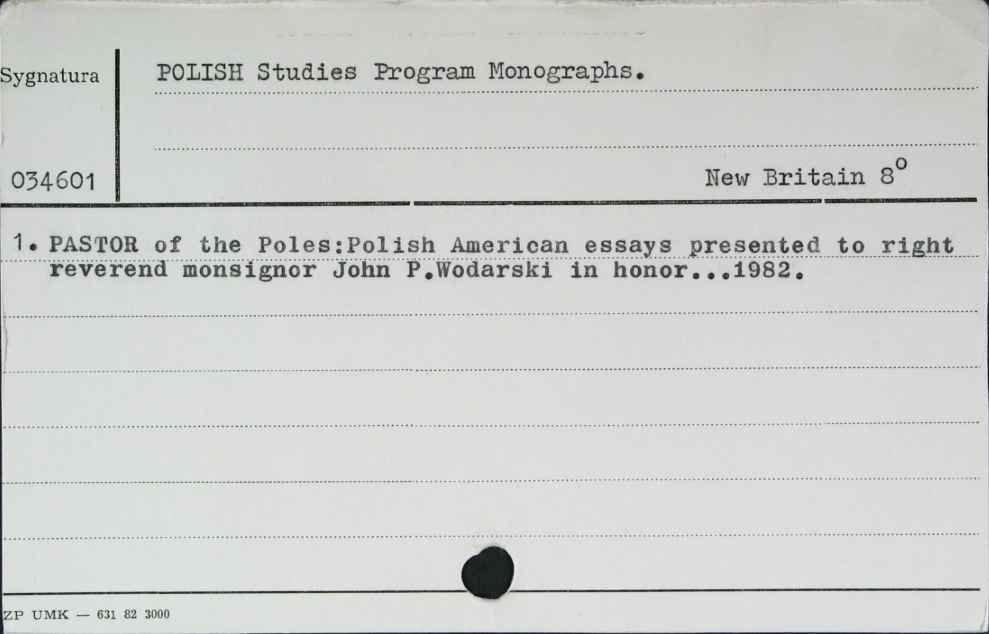 Sygnatura
POLISH Studies Program Monographs.
034601
New Britain 8º
1. PASTOR of the Poles:Polish American essays presented to right
reverend monsignor John P.Wodarski in honor...1982.
ZP UMK — 631 82 3000